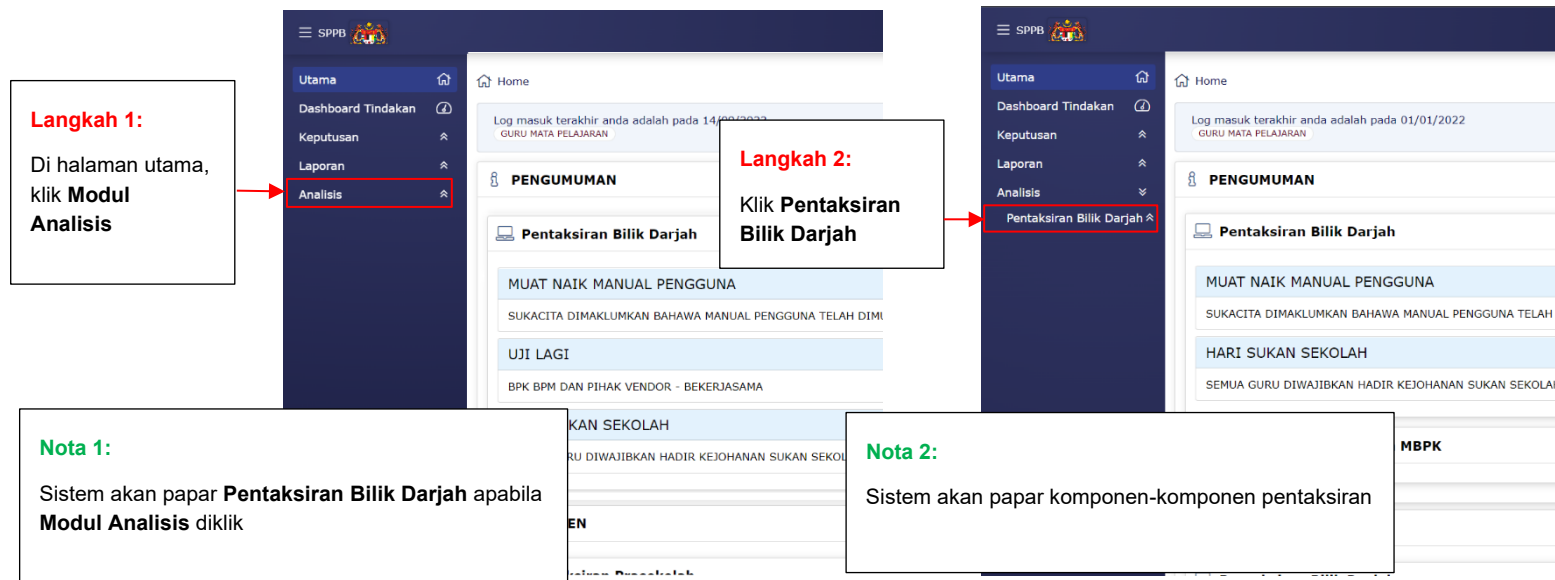 SPPB
Utama
Dashboard Tindakan
Keputusan
Laporan
Analisis
Home
Log masuk terakhir anda adalah pada 14/09/2022
GURU MATA PELAJARAN
PENGUMUMAN
Pentaksiran Bilik Darjah
MUAT NAIK MANUAL PENGGUNA
SUKACITA DIMAKLUMKAN BAHAWA MANUAL PENGGUNA TELAH
UJI LAGI
BPK BPM DAN PIHAK VENDOR - BEKERJASAMA
KAN SEKOLAH
RU DIWAJIBKAN HADIR KEJOHANAN SUKAN
EN
Langkah 1:
Di halaman utama,
klik Modul
Analisis
Nota 1:
Sistem akan papar Pentaksiran Bilik Darjah apabila
Modul Analisis diklik
SPPB
Utama
Dashboard Tindakan
Keputusan
Laporan
Analisis
Pentaksiran Bilik Darjah
Home
Log masuk terakhir anda adalah pada 01/01/2022
GURU MATA PELAJARAN
PENGUMUMAN
Pentaksiran Bilik Darjah
MUAT NAIK MANUAL PENGGUNA
SUKACITA DIMAKLUMKAN BAHAWA MANUAL PENGGUNA TELAH
HARI SUKAN SEKOLAH
SEMUA GURU DIWAJIBKAN HADIR KEJOHANAN SUKAN
MBPK
Langkah 2:
Klik Pentaksiran
Bilik Darjah
Nota 2:
Sistem akan papar komponen-komponen pentaksiran